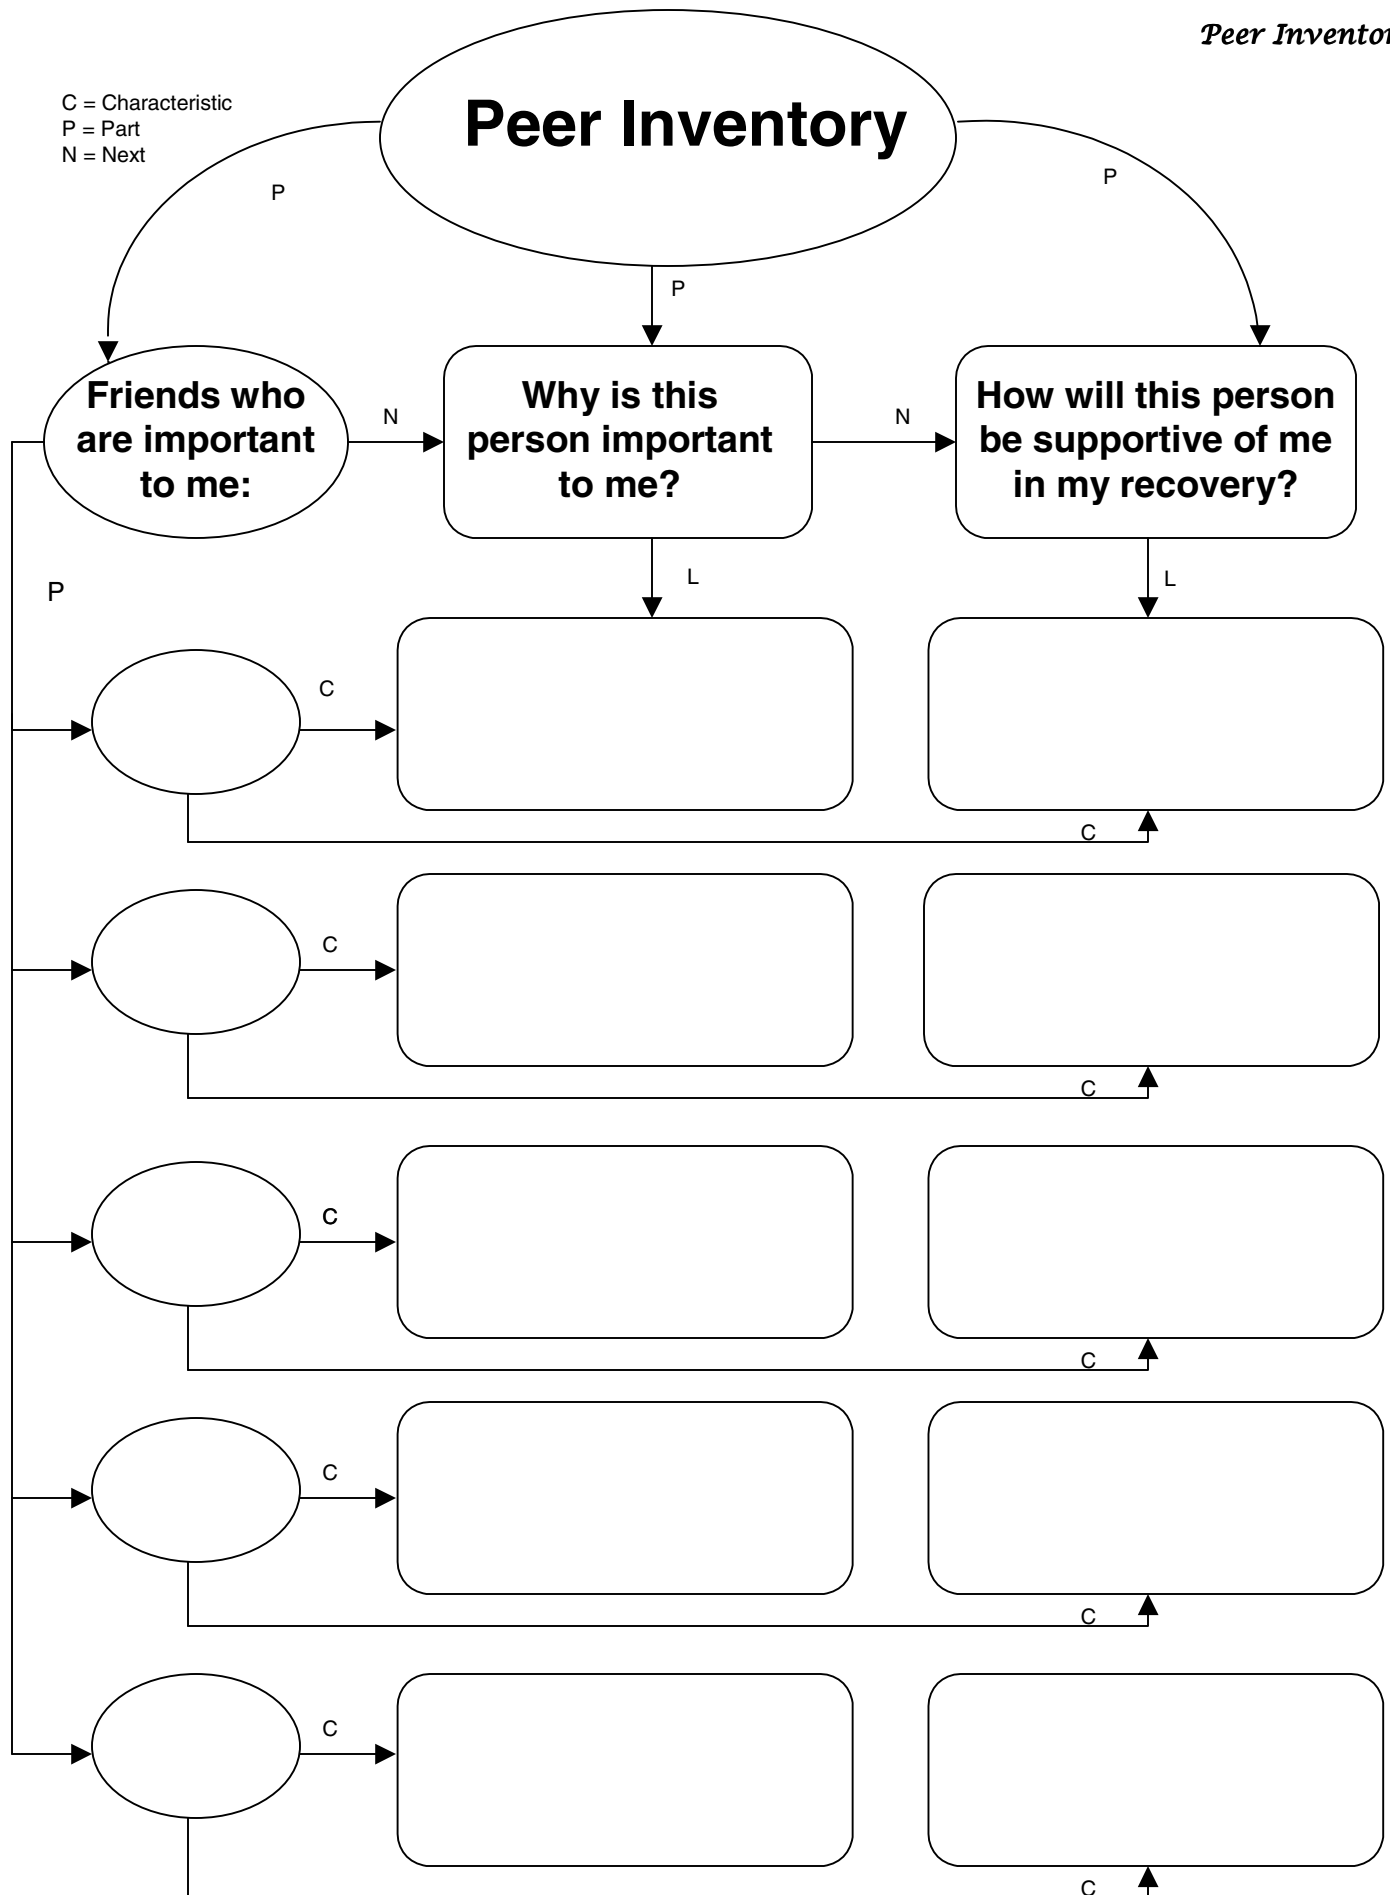 Peer Inventor
Peer Inventory
C = Characteristic
P = Part
N = Next
P
P
P
Friends who
are important
to me:
N
Why is this
person important
to me?
N
How will this person
be supportive of me
in my recovery?
P
L
L
C
C
C
C
C
C
C
C
C
C